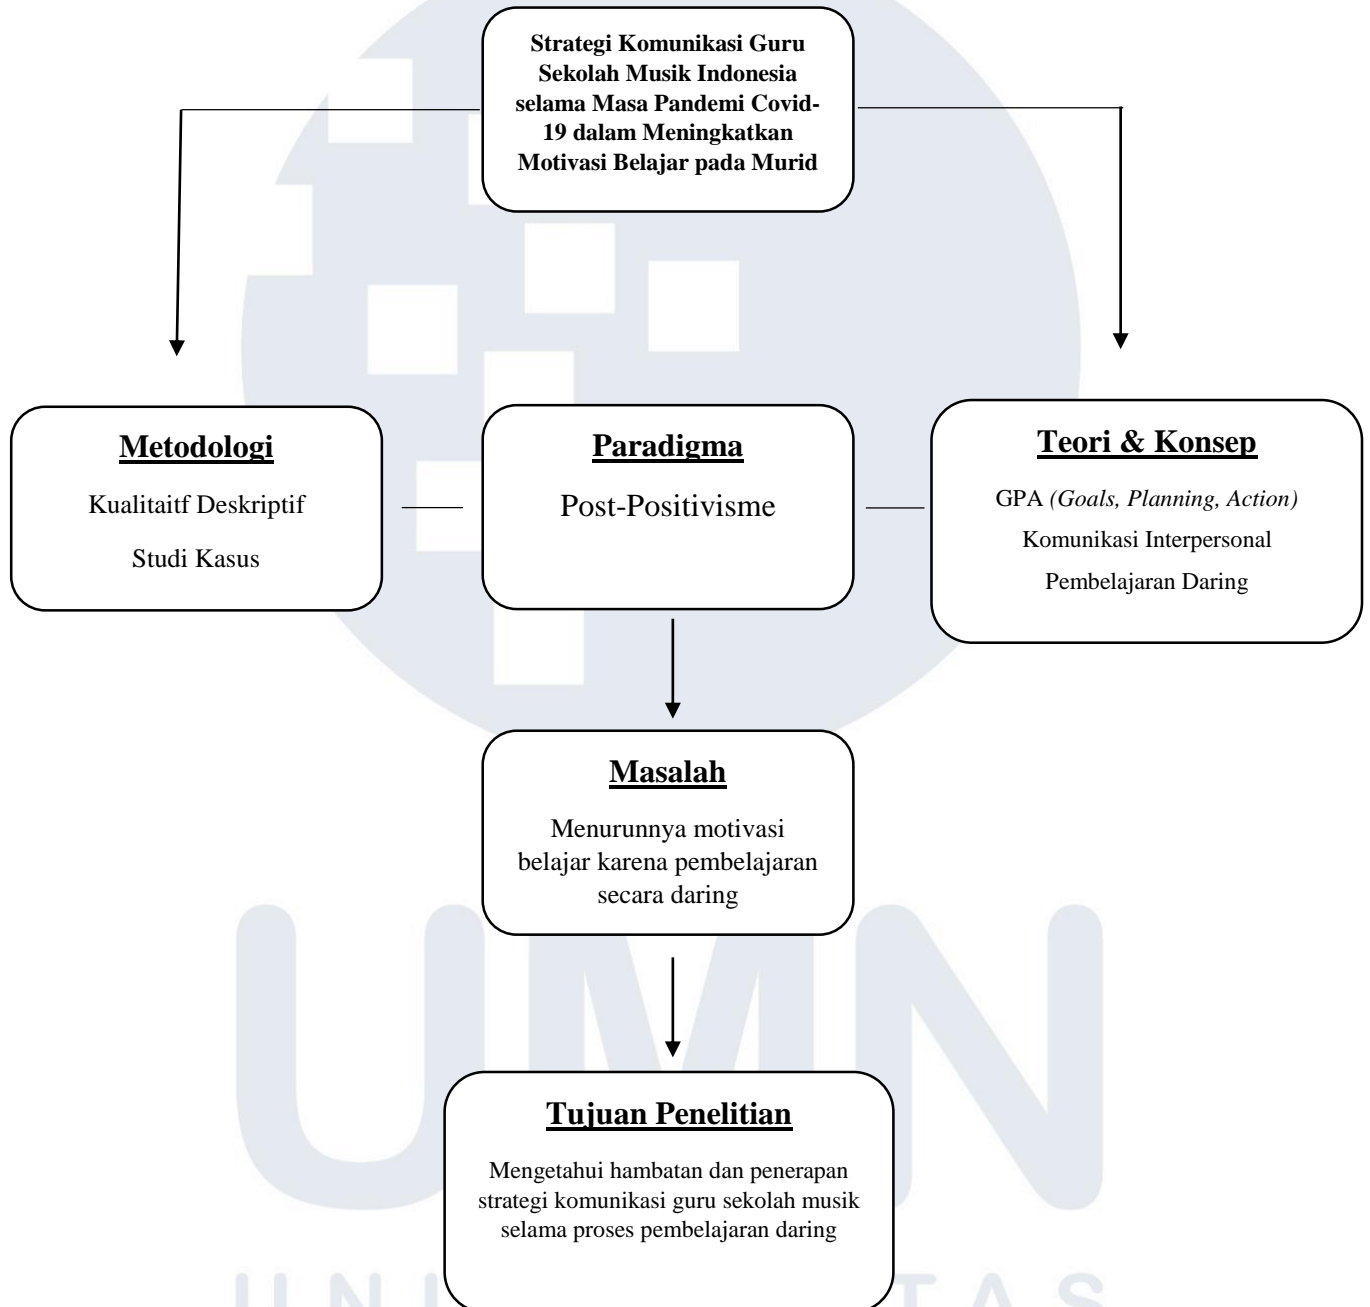 Strategi Komunikasi Guru
Sekolah Musik Indonesia
selama Masa Pandemi Covid-
19 dalam Meningkatkan
Motivasi Belajar pada Murid
Metodologi
Kualitaitf Deskriptif
Studi Kasus
Paradigma
Post-Positivisme
Teori & Konsep
GPA (Goals, Planning, Action)
Komunikasi Interpersonal
Pembelajaran Daring
Masalah
Menurunnya motivasi
belajar karena pembelajaran
secara daring
UMN
Tujuan Penelitian
Mengetahui hambatan dan penerapan
strategi komunikasi guru sekolah musik
selama proses pembelajaran daring